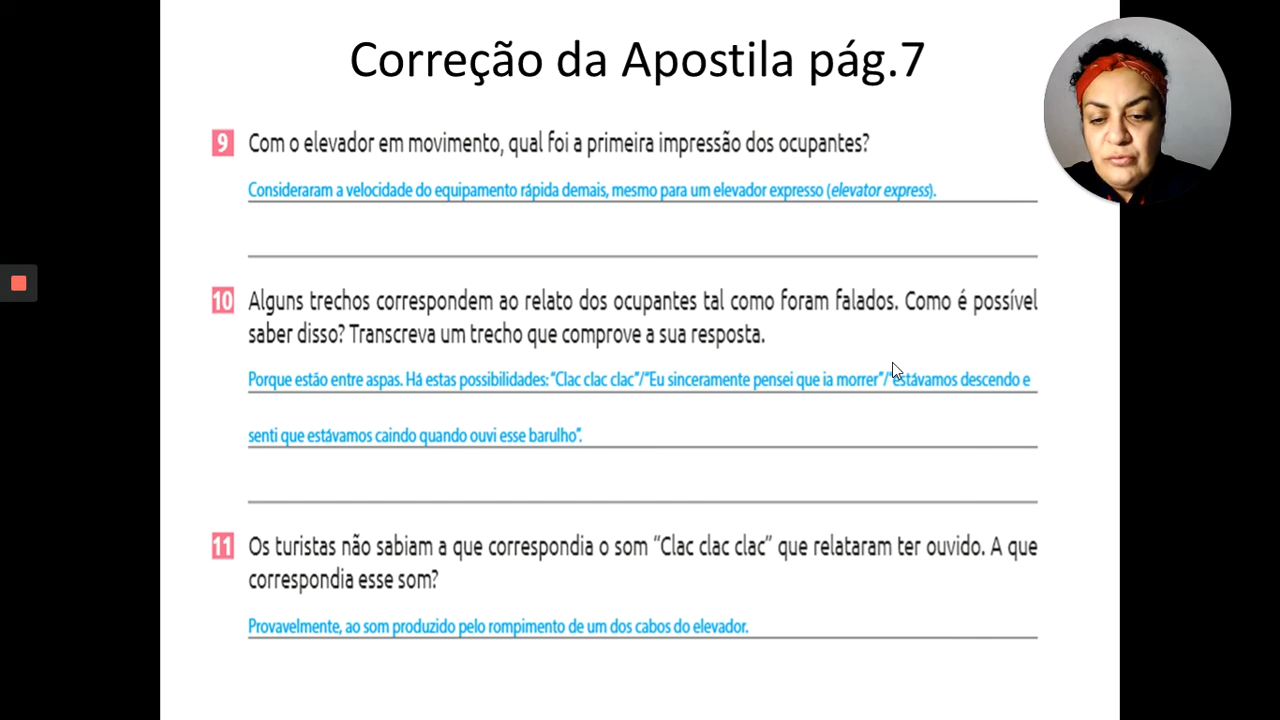 Correção da Apostila pág.7
9 Com o elevador em movimento, qual foi a primeira impressão dos ocupantes?
Consideraram a velocidade do equipamento rápida demais, mesmo para um elevador expresso (elevator express).
10 Alguns trechos correspondem ao relato dos ocupantes tal como foram falados. Como é possível
saber disso? Transcreva um trecho que comprove a sua resposta.
Porque estão entre aspas. Há estas possibilidades: “Clac clac clac”/“Eu sinceramente pensei que ia morrer”/“estávamos descendo e
senti que estávamos caindo quando ouvi esse barulho”.
11 Os turistas não sabiam a que correspondia o som “Clac clac clac” que relataram ter ouvido. A que
correspondia esse som?
Provavelmente, ao som produzido pelo rompimento de um dos cabos do elevador.